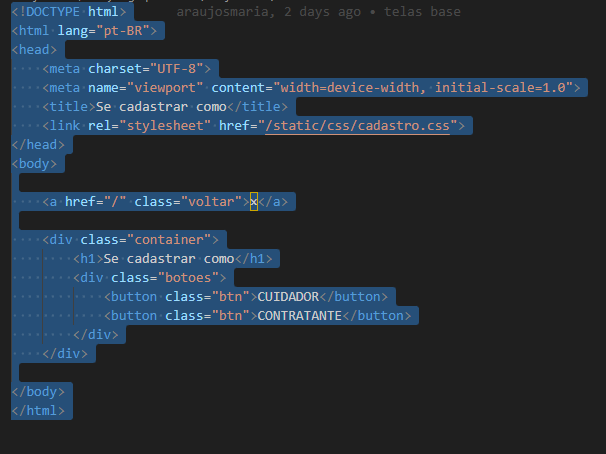 <!DOCTYPE html> araujosmaria, 2 days ago • telas base
<html lang="pt-BR">
<head>
    <meta charset="UTF-8">
    <meta name="viewport" content="width=device-width, initial-scale=1.0">
    <title>Se cadastrar como</title>
    <link rel="stylesheet" href="/static/css/cadastro.css">
</head>
<body>
    <a href="/" class="voltar">×</a>
    <div class="container">
        <h1>Se cadastrar como</h1>
        <div class="botoes">
            <button class="btn">CUIDADOR</button>
            <button class="btn">CONTRATANTE</button>
        </div>
    </div>
</body>
</html>